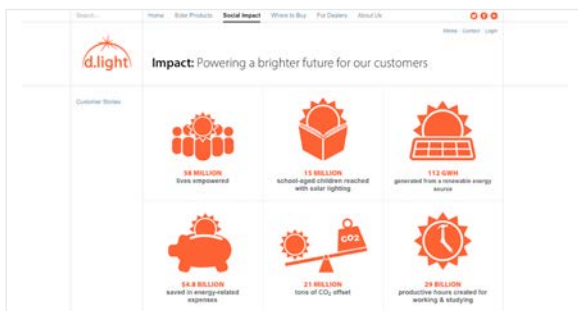 Search...
Home Solar Products Social Impact Where to Buy For Dealers About Us
Home Contact Login
d.light
Impact: Powering a brighter future for our customers
Customer Stories
58 MILLION
lives empowered
15 MILLION
school-aged children reached
with solar lighting
112 GWH
generated from a renewable energy
source
CO2
$4.8 BILLION
saved in energy-related
expenses
21 MILLION
tons of CO₂ offset
29 BILLION
productive hours created for
working & studying